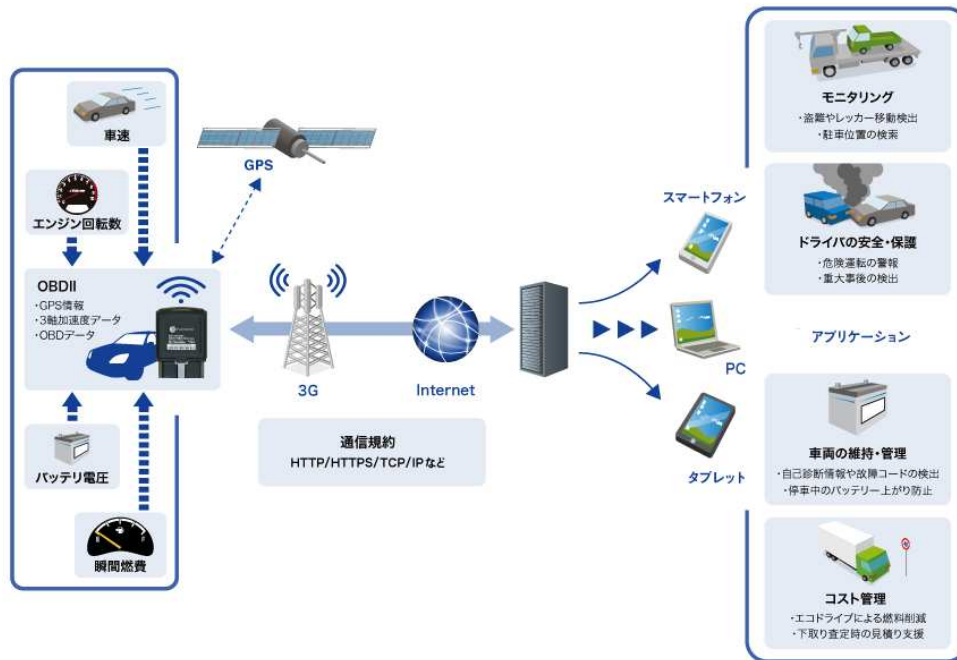 車速
エンジン回転数
OBDII
・GPS情報
・3軸加速度データ
・OBDデータ
バッテリ電圧
瞬間燃費
GPS
3G
Internet
通信規約
HTTP/HTTPS/TCP/IPなど
スマートフォン
PC
タブレット
モニタリング
・盗難やレッカー移動検出
・駐車位置の検索
ドライバの安全・保護
・危険運転の警報
・重大事後の検出
アプリケーション
車両の維持・管理
・自己診断情報や故障コードの検出
・停車中のバッテリー上がり防止
コスト管理
・エコドライブによる燃料削減
・下取り査定時の見積り支援